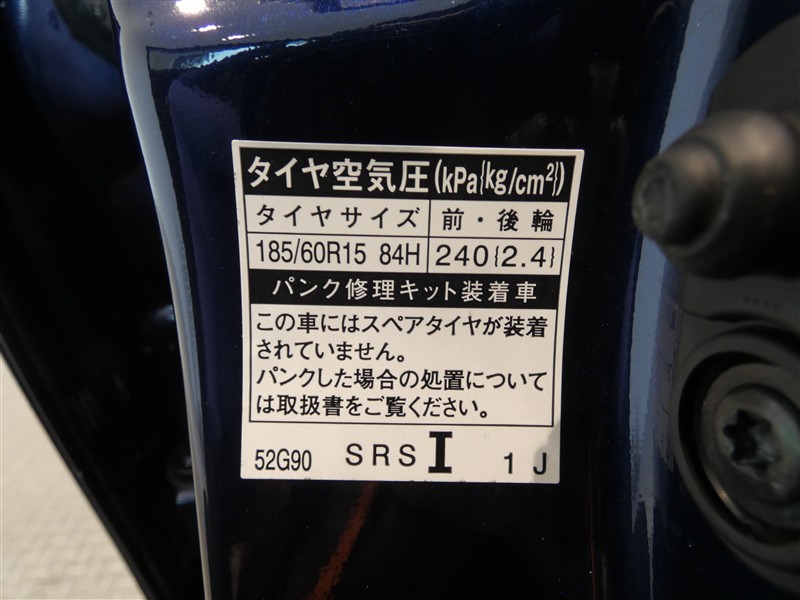 タイヤ空気圧(kPa{kg/cm²})
タイヤサイズ 前・後輪
185/60R15 84H 240{2.4}
パンク修理キット装着車
この車にはスペアタイヤが装着
されていません。
パンクした場合の処置について
は取扱書をご覧ください。
52G90 SRS I 1J